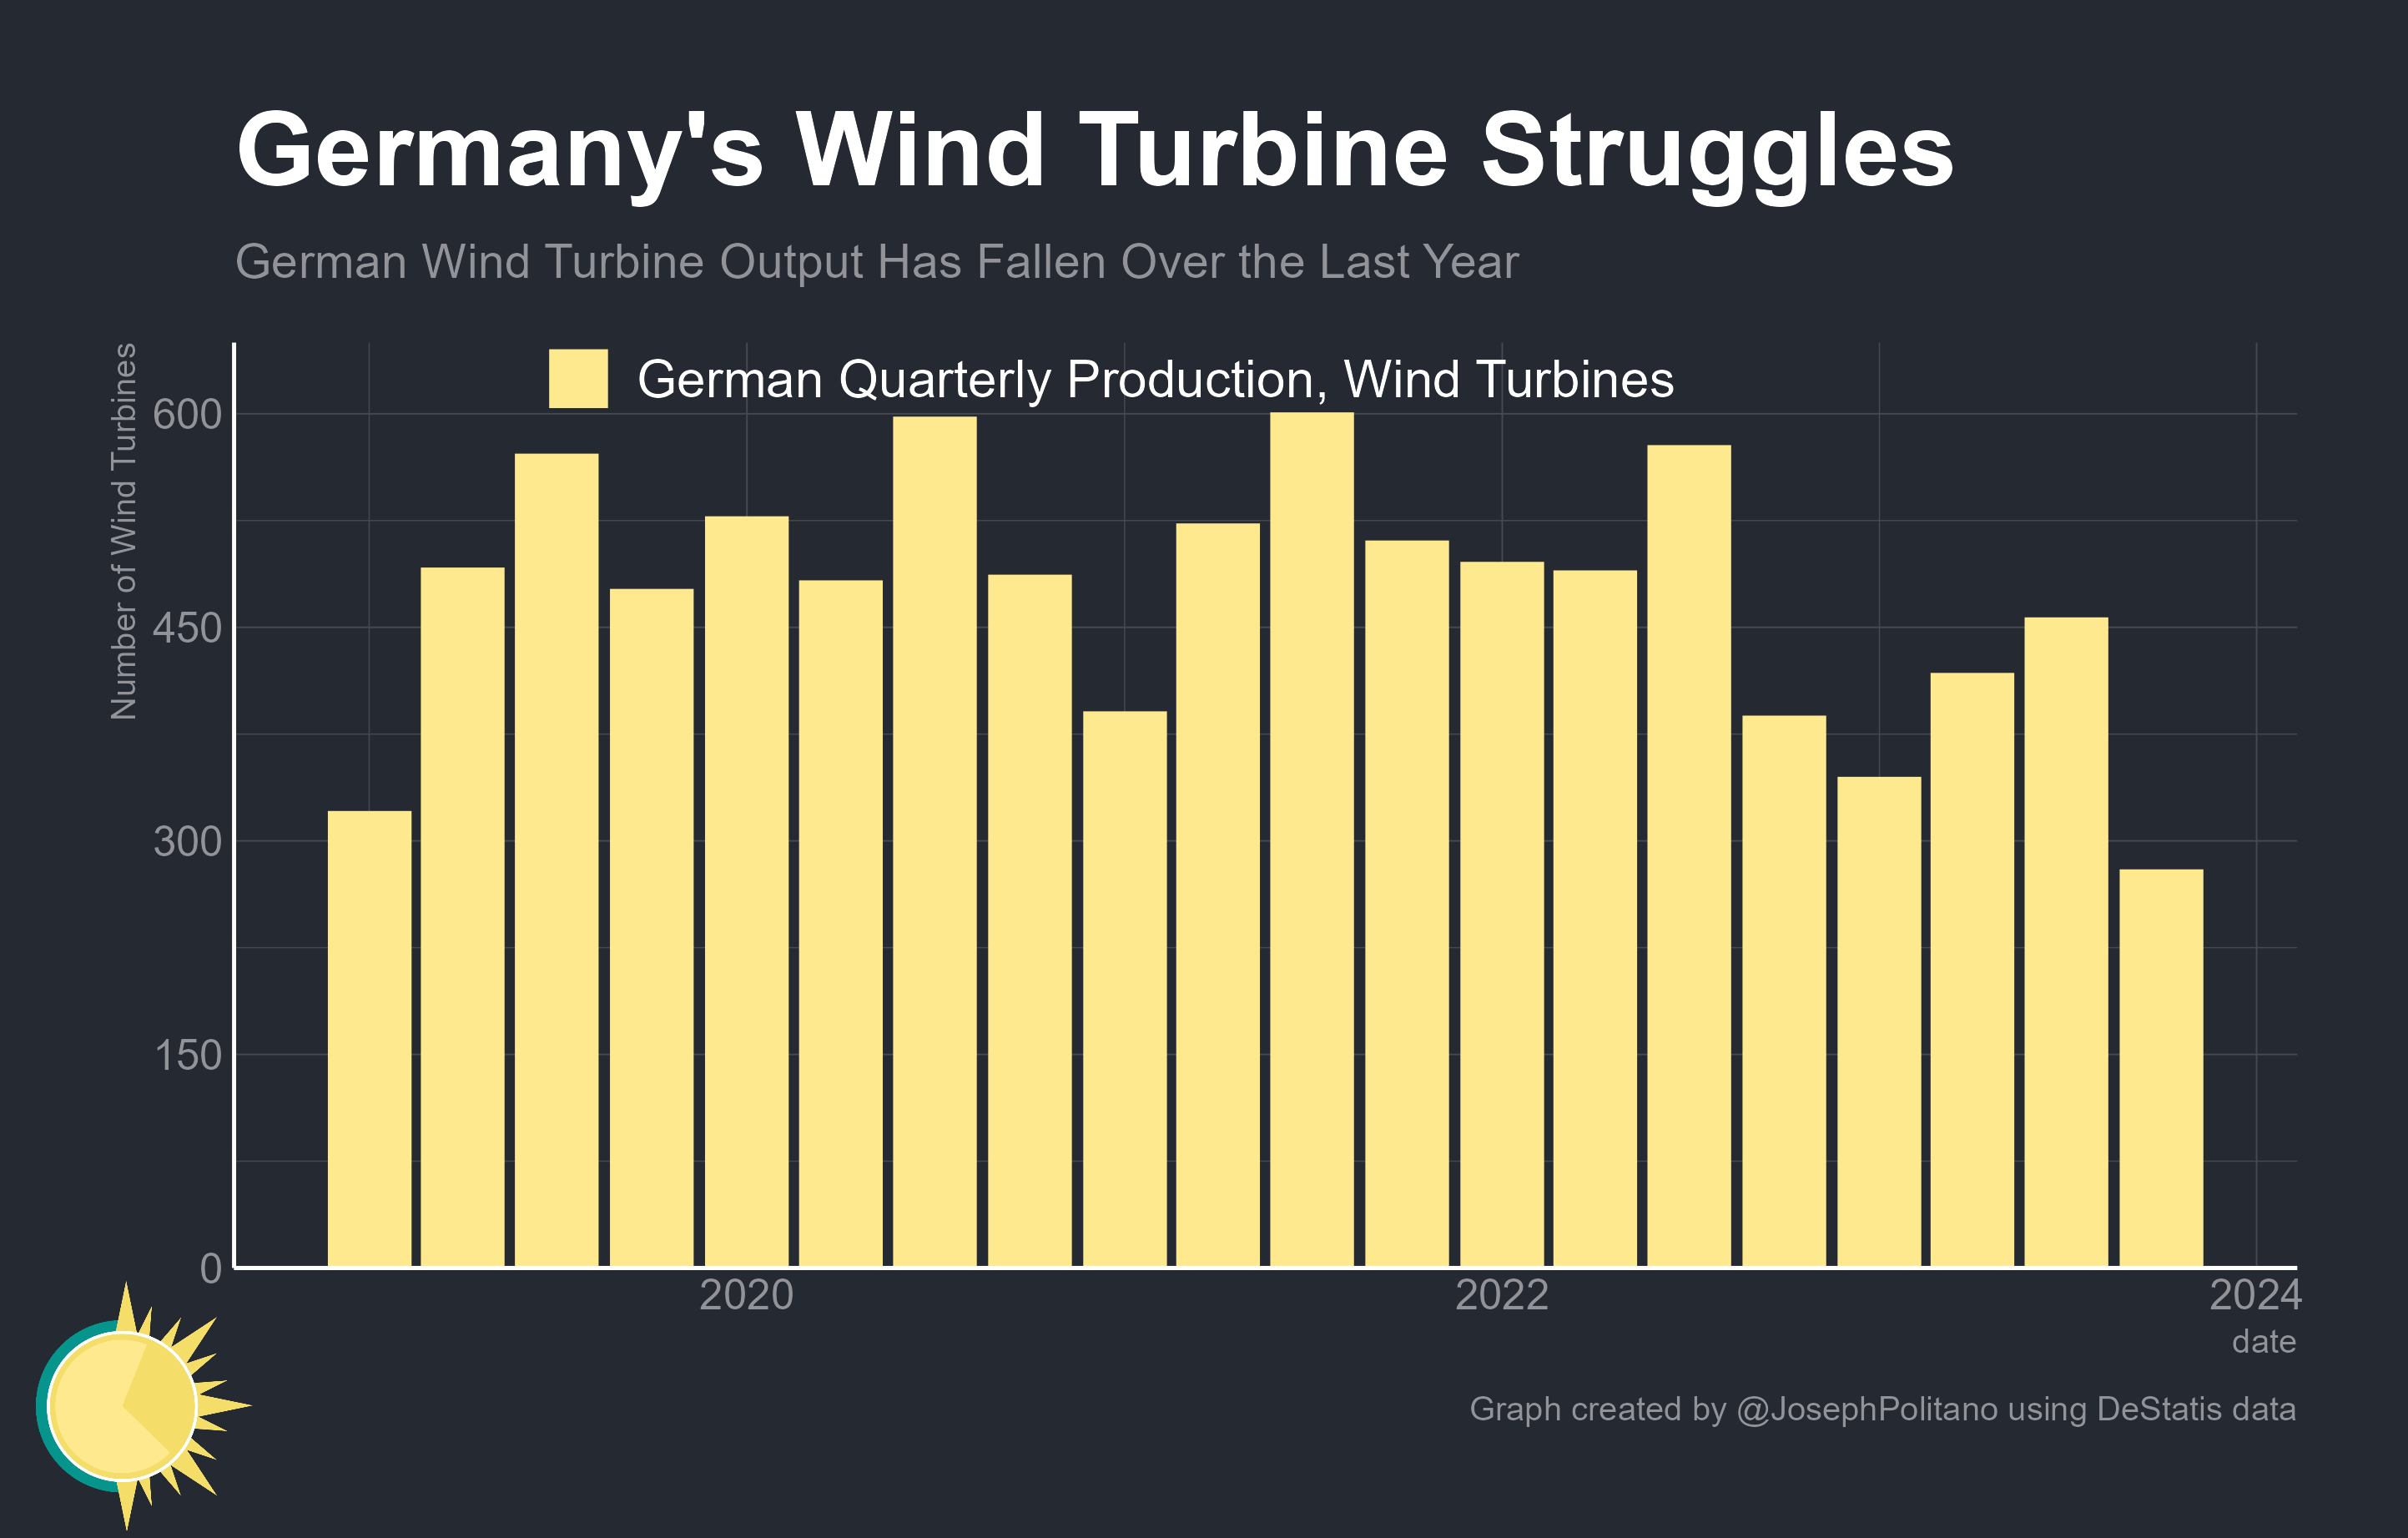 Germany's Wind Turbine Struggles
German Wind Turbine Output Has Fallen Over the Last Year
Number of Wind Turbines
German Quarterly Production, Wind Turbines
600
450
300
150
0
2020
2022
2024
date
Graph created by @JosephPolitano using DeStatis data